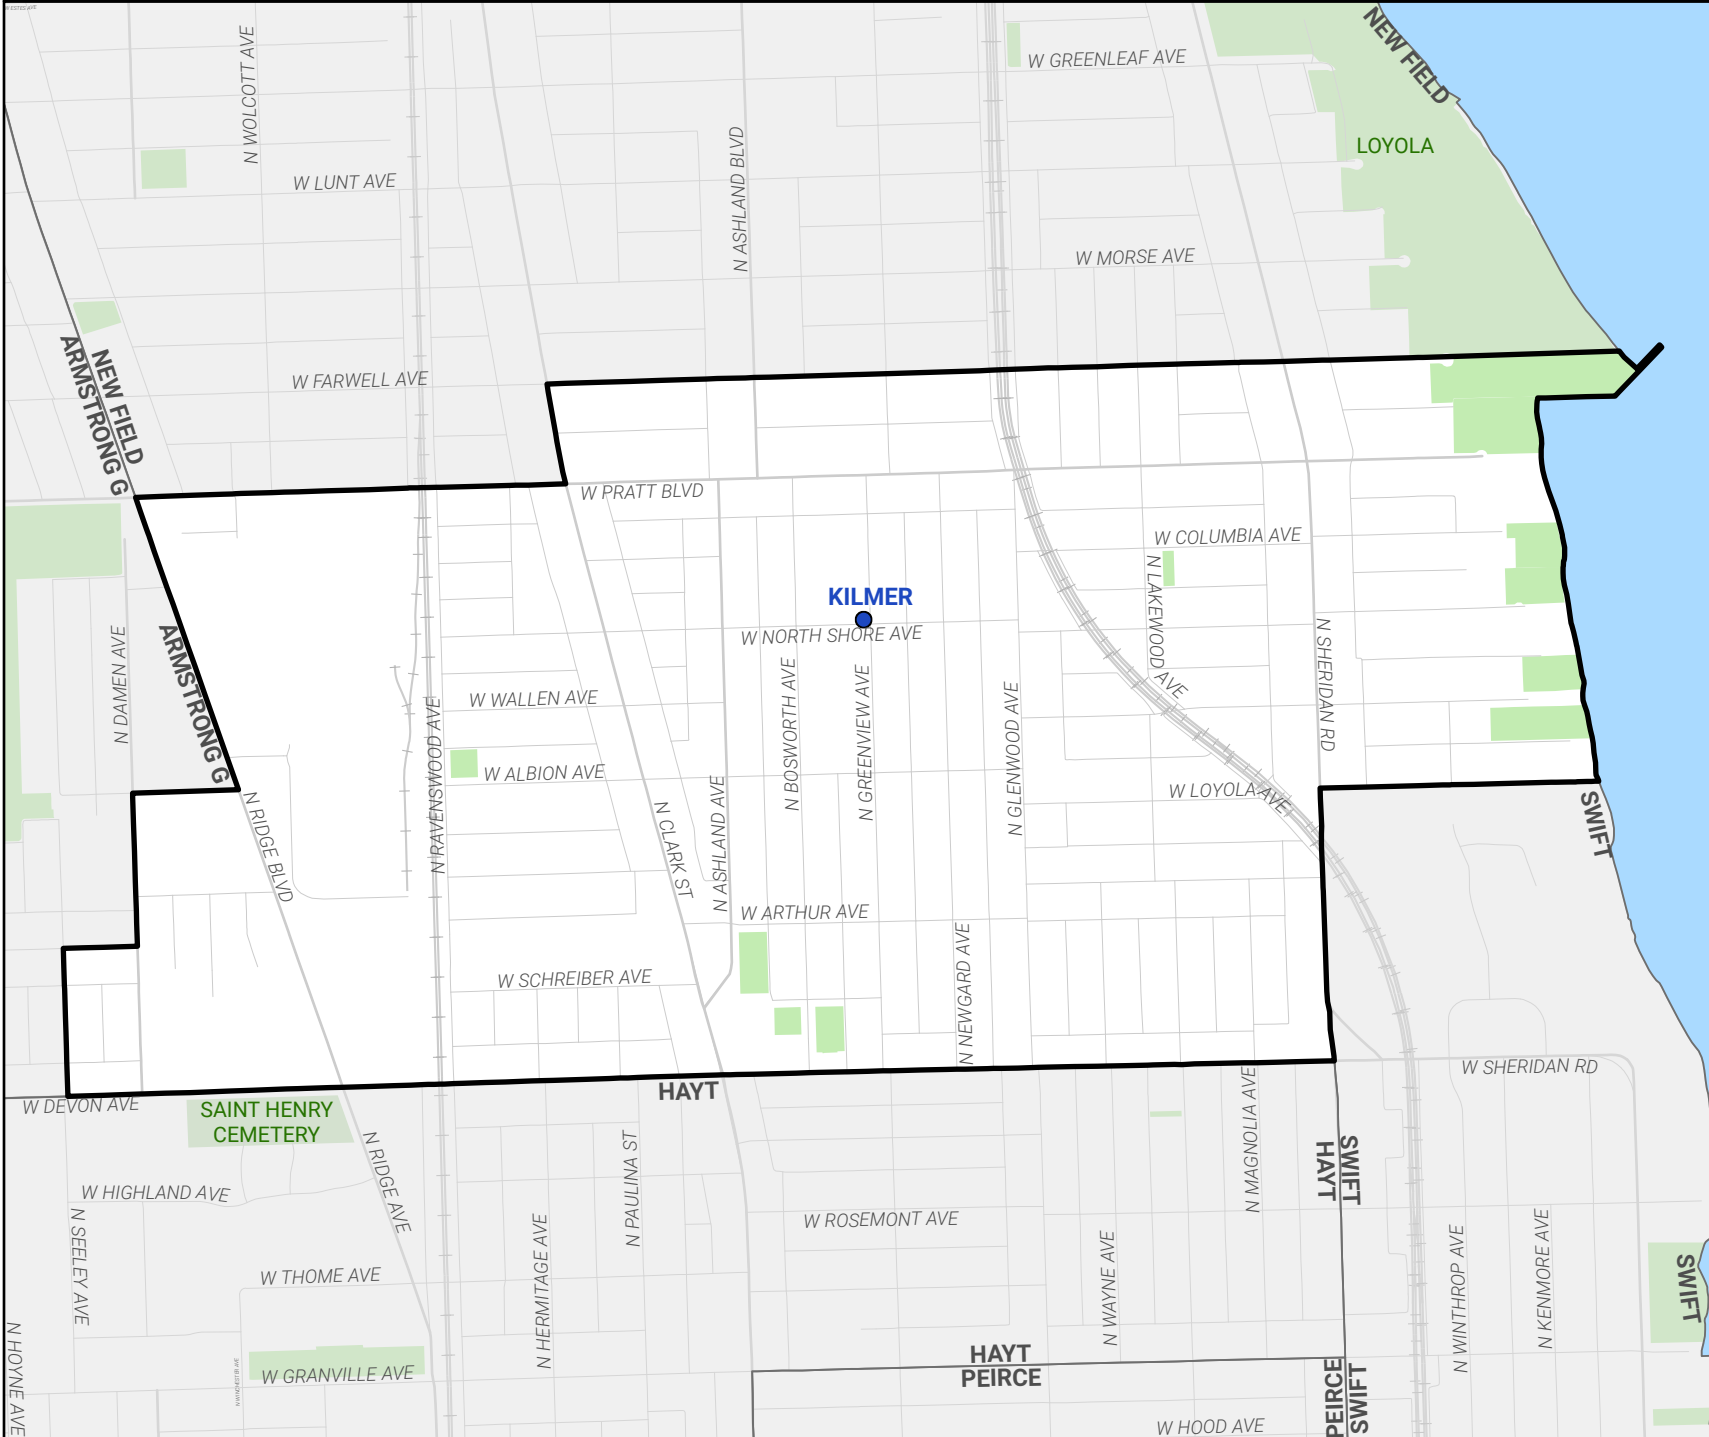 W ESTES AVE
NEW FIELD
N WOLCOTT AVE
W GREENLEAF AVE
LOYOLA
N ASHLAND BLVD
W LUNT AVE
W MORSE AVE
NEW FIELD
ARMSTRONG G
W FARWELL AVE
W PRATT BLVD
W COLUMBIA AVE
N LAKEWOOD AVE
KILMER
W NORTH SHORE AVE
N DAMEN AVE
ARMSTRONG G
N SHERIDAN RD
W WALLEN AVE
N BOSWORTH AVE
N GREENVIEW AVE
N GLENWOOD AVE
N RAVENSWOOD AVE
W ALBION AVE
W LOYOLA AVE
N RIDGE BLVD
N CLARK ST
N ASHLAND AVE
SWIFT
W ARTHUR AVE
N NEWGARD AVE
W SCHREIBER AVE
W SHERIDAN RD
HAYT
W DEVON AVE
SAINT HENRY
CEMETERY
N MAGNOLIA AVE
N RIDGE AVE
N PAULINA ST
SWIFT
HAYT
W HIGHLAND AVE
W ROSEMONT AVE
N SEELEY AVE
N HERMITAGE AVE
N WAYNE AVE
N WINTHROP AVE
N KENMORE AVE
SWIFT
W THOME AVE
N HOYNE AVE
HAYT
PEIRCE
W GRANVILLE AVE
N WINCHESTER AVE
PEIRCE
SWIFT
W HOOD AVE